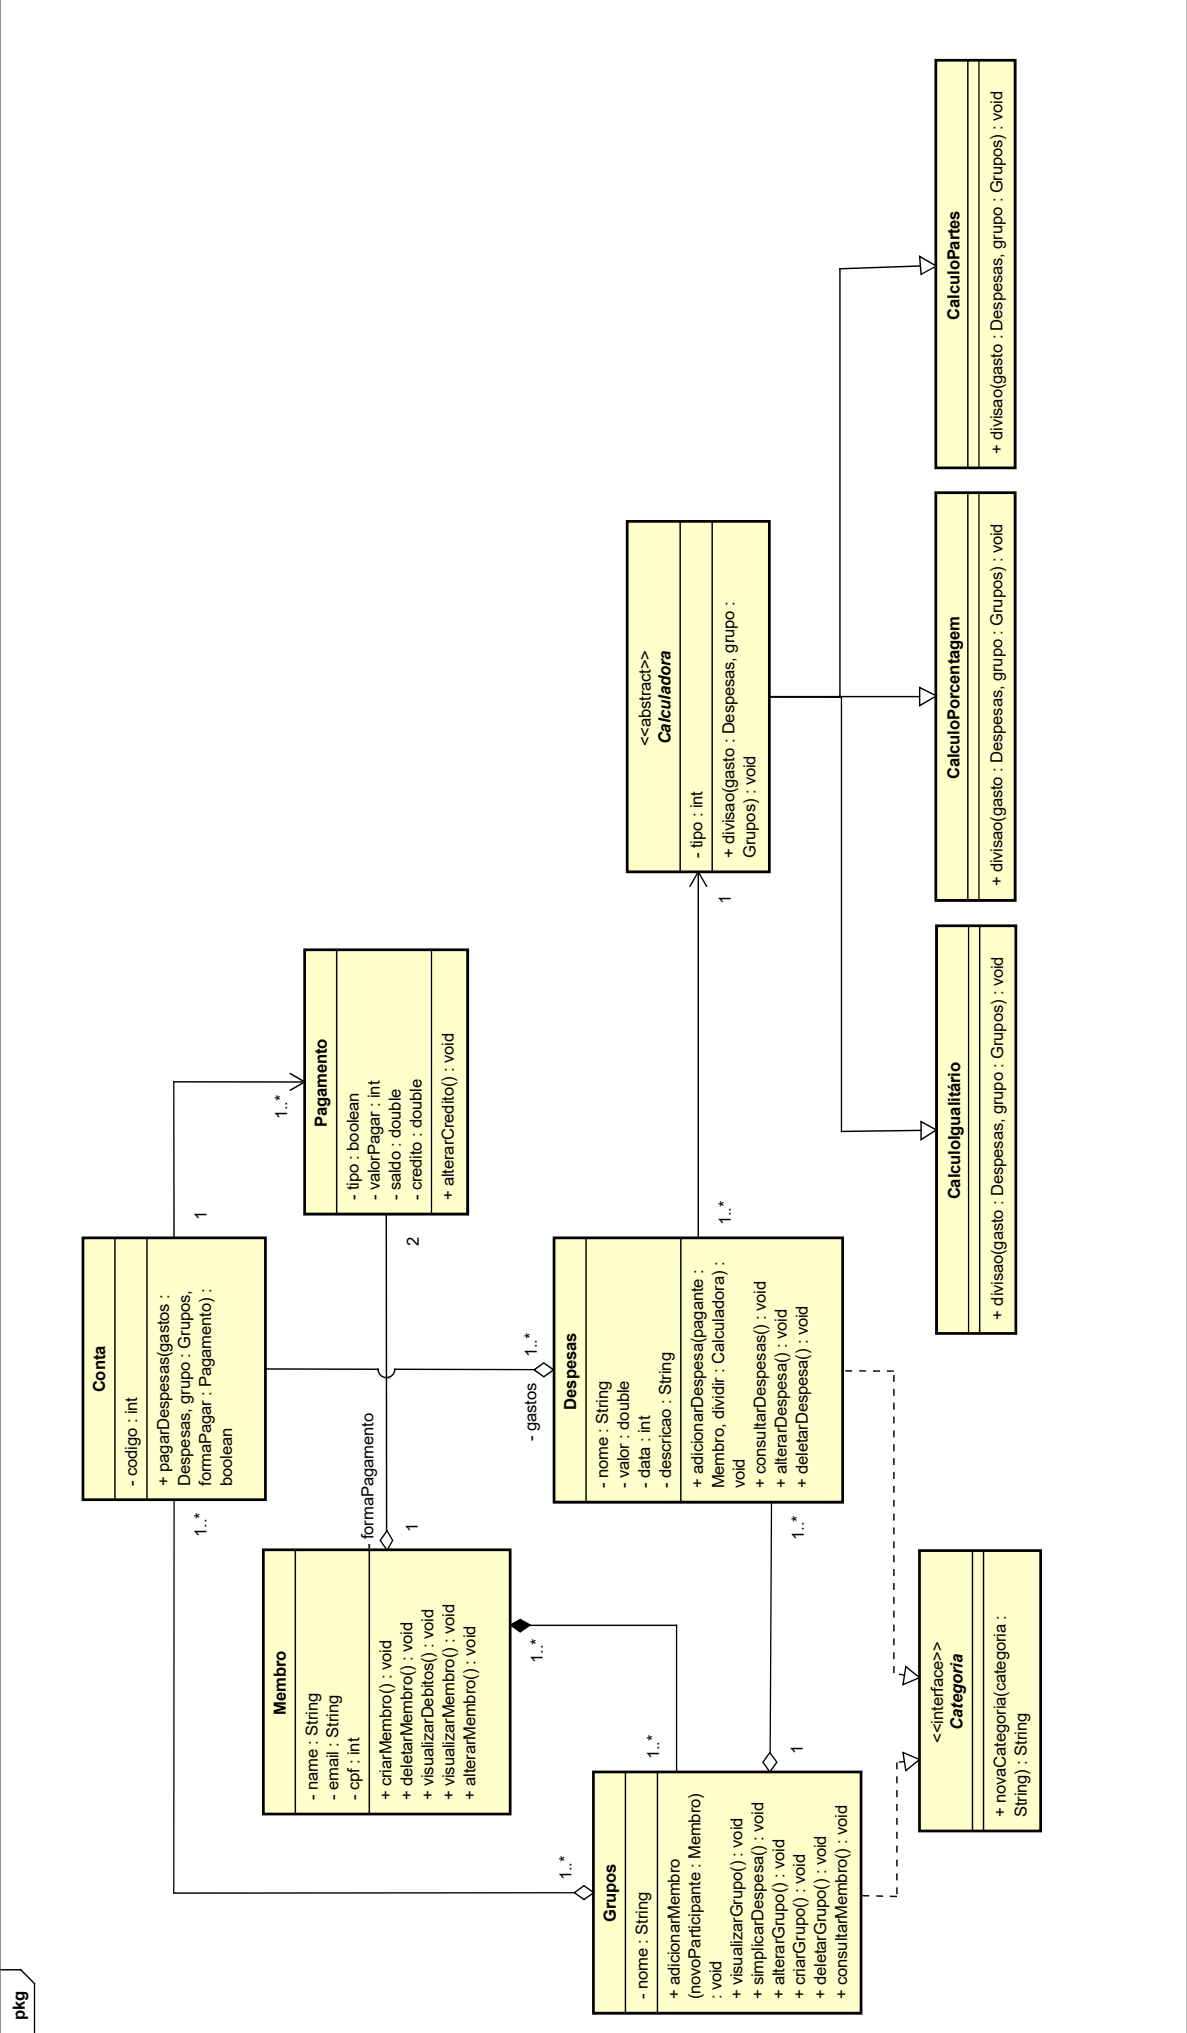 pkg
Conta
- codigo : int
+ pagarDespesas(gastos :
Despesas, grupo : Grupos,
formaPagar : Pagamento) :
boolean
1
1..*
1..*
Pagamento
- tipo : boolean
- valorPagar : int
- saldo : double
- credito : double
+ alterarCredito() : void
2
- formaPagamento
1
Membro
- name : String
- email : String
- cpf : int
+ criarMembro() : void
+ deletarMembro() : void
+ visualizarDebitos() : void
+ visualizarMembro() : void
+ alterarMembro() : void
1..*
1..*
- gastos
1..*
Despesas
- nome : String
- valor : double
- data : int
- descricao : String
+ adicionarDespesa(pagante :
Membro, dividir : Calculadora) :
void
+ consultarDespesas() : void
+ alterarDespesa() : void
+ deletarDespesa() : void
1..*
1
1..*
1
1..*
Grupos
- nome : String
+ adicionarMembro
(novoParticipante : Membro)
: void
+ visualizarGrupo() : void
+ simplicarDespesa() : void
+ alterarGrupo() : void
+ criarGrupo() : void
+ deletarGrupo() : void
+ consultarMembro() : void
<<abstract>>
Calculadora
- tipo : int
+ divisao(gasto : Despesas, grupo :
Grupos) : void
<<interface>>
Categoria
+ novaCategoria(categoria :
String) : String
CalculoIgualitário
+ divisao(gasto : Despesas, grupo : Grupos) : void
CalculoPorcentagem
+ divisao(gasto : Despesas, grupo : Grupos) : void
CalculoPartes
+ divisao(gasto : Despesas, grupo : Grupos) : void